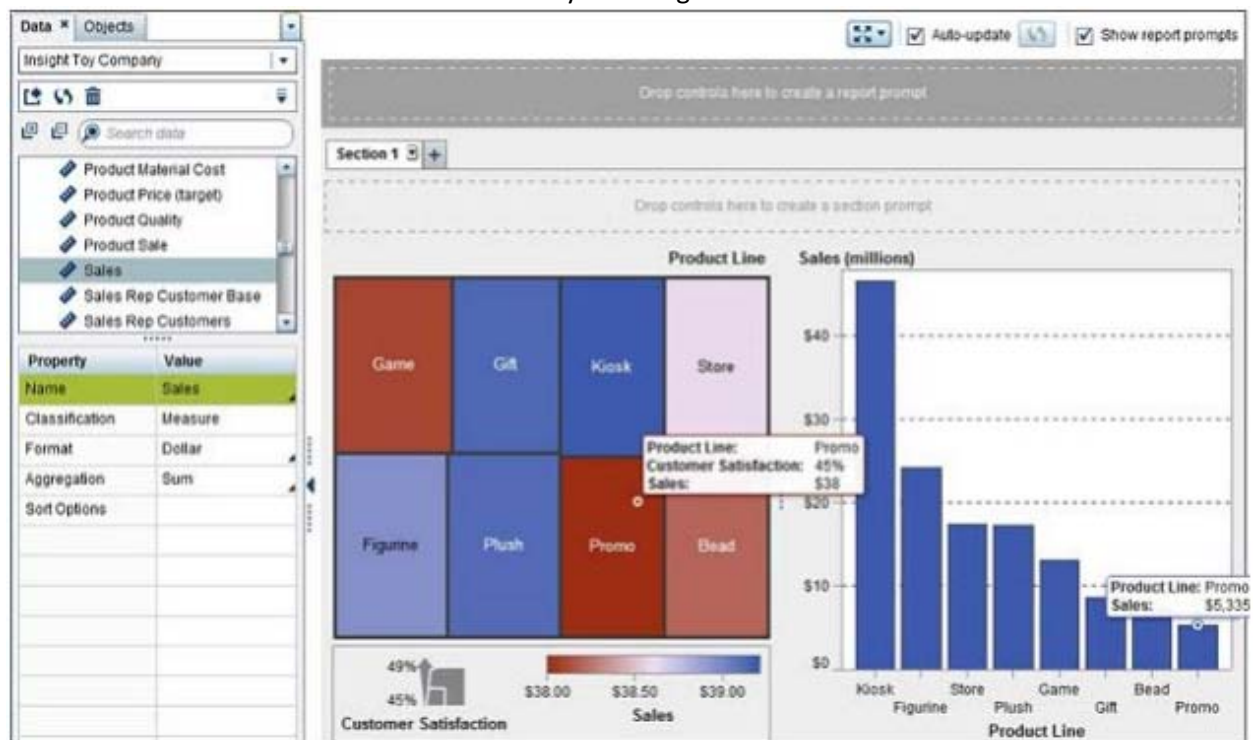 Data × Objects
Insight Toy Company
Search data
Product Material Cost
Product Price (target)
Product Quality
Product Sale
Sales
Sales Rep Customer Base
Sales Rep Customers
Property Value
Name Sales
Classification Measure
Format Dollar
Aggregation Sum
Sort Options
Auto-update Show report prompts
Drop controls here to create a report prompt
Section 1 +
Drop controls here to create a section prompt
Product Line
Game Gift Kiosk Store
Figurine Plush Promo Bead
Product Line: Promo
Customer Satisfaction: 45%
Sales: $38
49%
45%
Customer Satisfaction
$38.00 $38.50 $39.00
Sales
Sales (millions)
$40
$30
$20
$10
$0
Product Line: Promo
Sales: $5,335
Kiosk Store Game Bead
Figurine Plush Gift Promo
Product Line